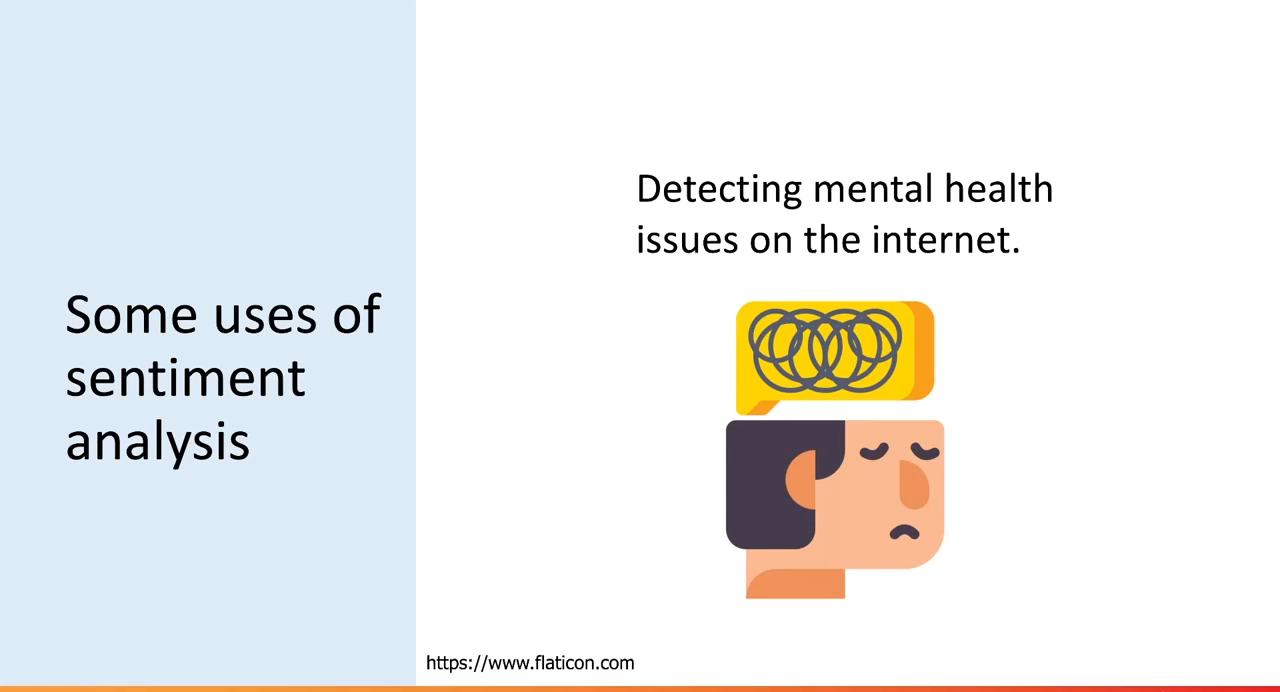 Some uses of
sentiment
analysis
Detecting mental health
issues on the internet.
https://www.flaticon.com